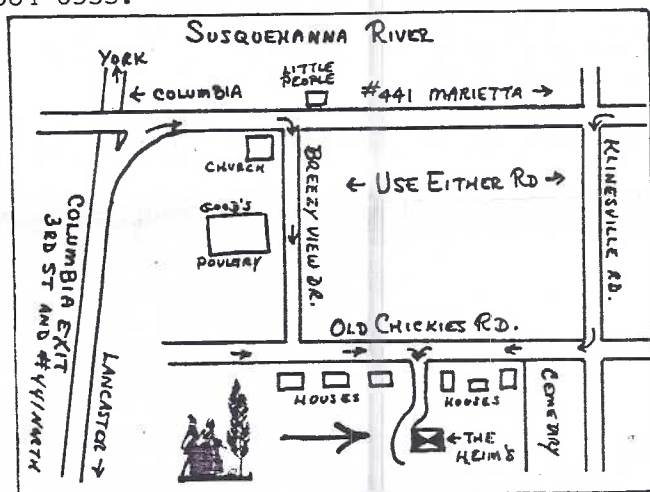 SUSQUEHANNA RIVER
YORK
← COLUMBIA
LITTLE
PEOPLE
#441 MARIETTA →
CHURCH
GOOD'S
POULTRY
BREEZY VIEW DR.
← USE EITHER RD →
KLINESVILLE RD.
COLUMBIA EXIT
3RD ST AND #441 NORTH
LANCASTER →
OLD CHICKIES RD.
HOUSES
HOUSES
CEMETERY
← THE
HEIM'S